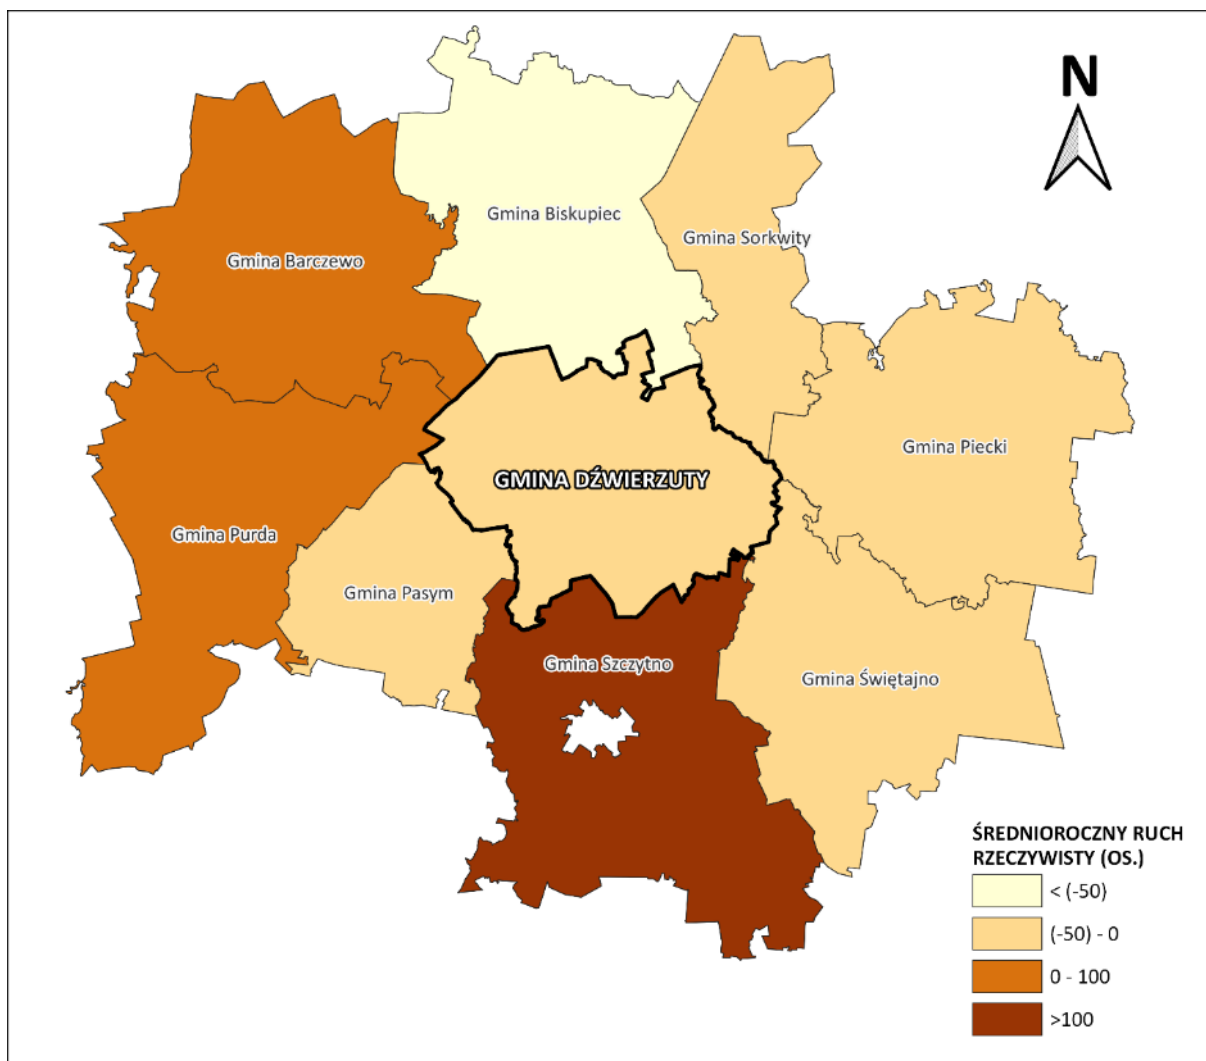 N
Gmina Biskupiec
Gmina Sorkwity
Gmina Barczewo
Gmina Piecki
GMINA DŹWIERZUTY
Gmina Purda
Gmina Pasym
Gmina Szczytno
Gmina Świętajno
ŚREDNIOROCZNY RUCH
RZECZYWISTY (OS.)
< (-50)
(-50) - 0
0 - 100
>100